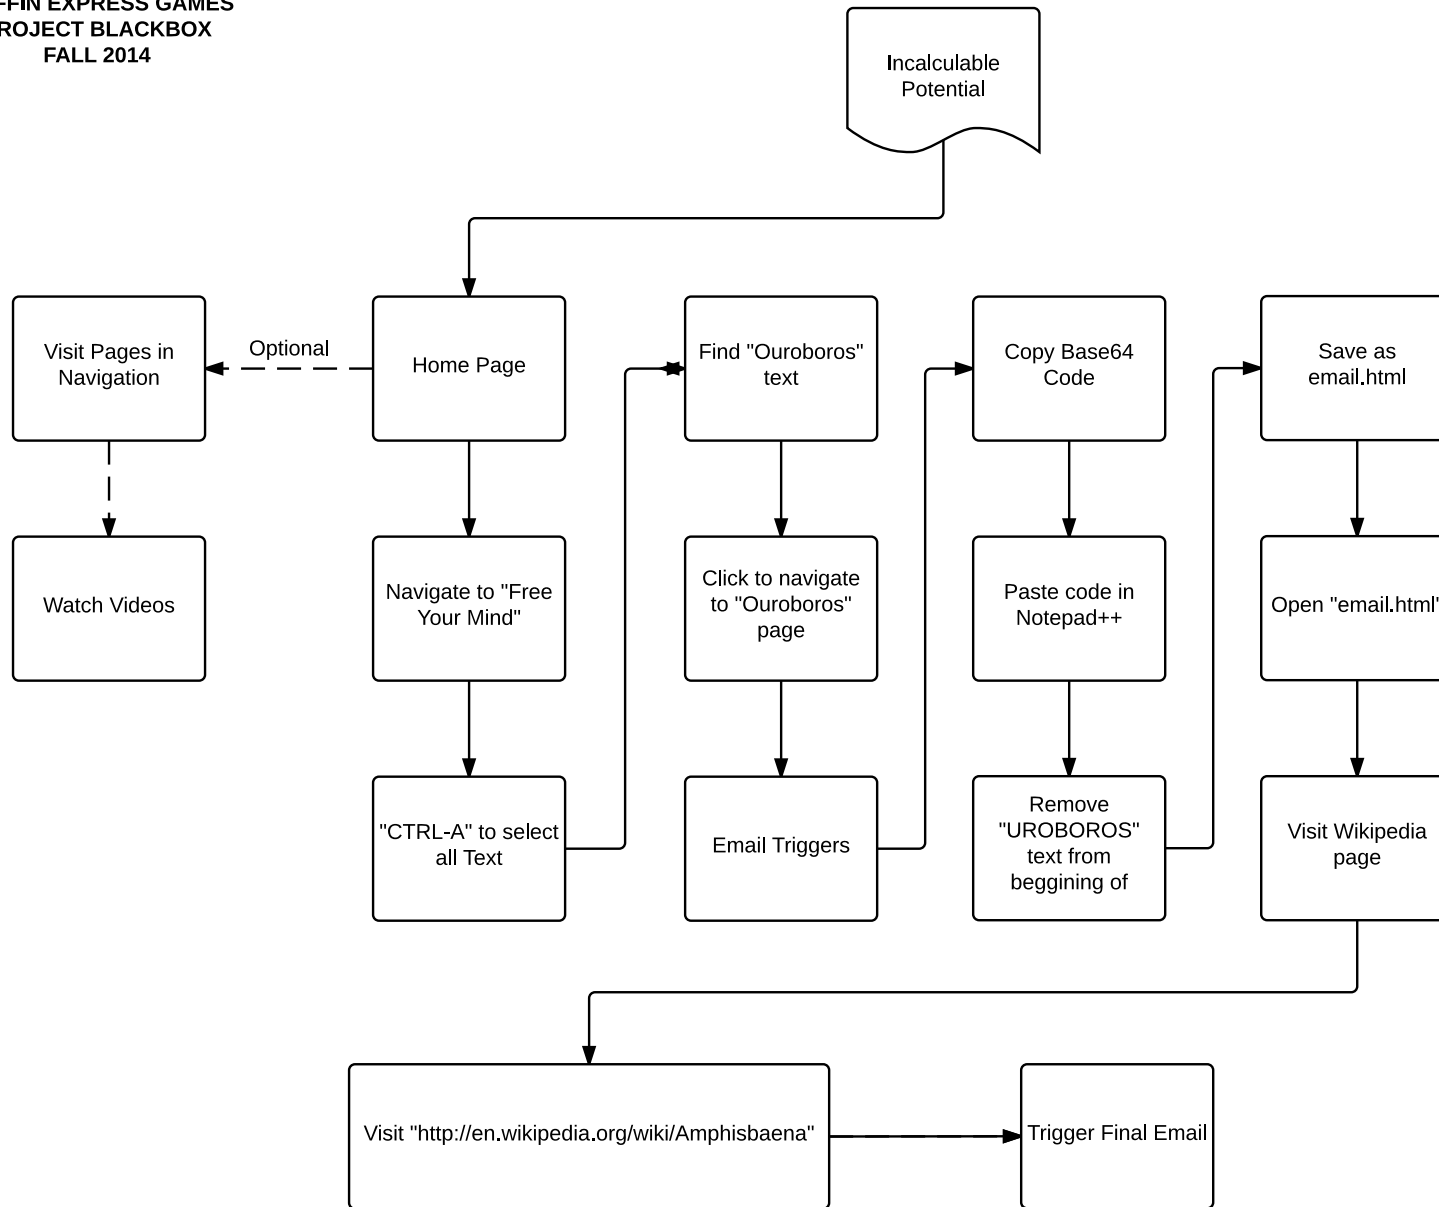 FFIN EXPRESS GAMES
ROJECT BLACKBOX
FALL 2014
Incalculable
Potential
Visit Pages in
Navigation
Optional
Home Page
Find "Ouroboros"
text
Copy Base64
Code
Save as
email.html
Watch Videos
Navigate to "Free
Your Mind"
Click to navigate
to "Ouroboros"
page
Paste code in
Notepad++
Open "email.html"
"CTRL-A" to select
all Text
Email Triggers
Remove
"UROBOROS"
text from
beggining of
Visit Wikipedia
page
Visit "http://en.wikipedia.org/wiki/Amphisbaena"
Trigger Final Email